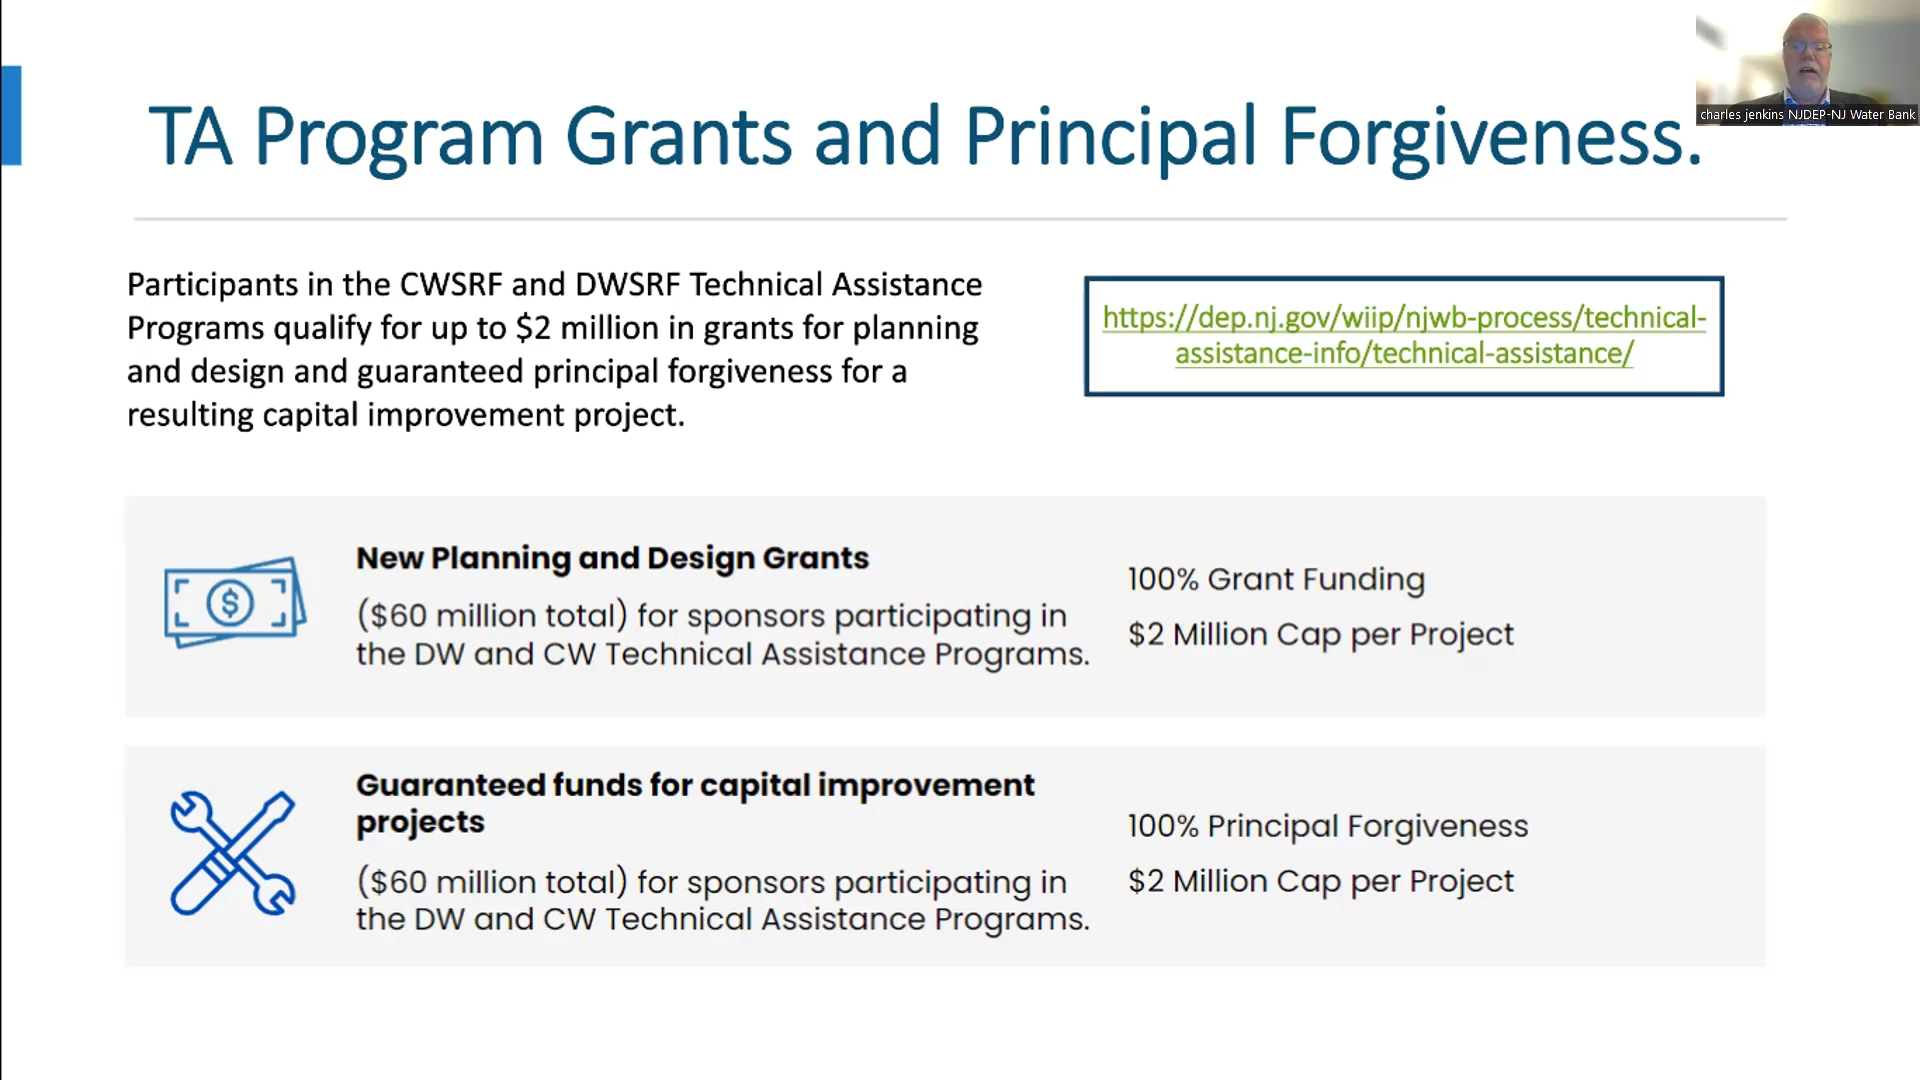 TA Program Grants and Principal Forgiveness.
charles jenkins NJDEP-NJ Water Bank
Participants in the CWSRF and DWSRF Technical Assistance
Programs qualify for up to $2 million in grants for planning
and design and guaranteed principal forgiveness for a
resulting capital improvement project.
https://dep.nj.gov/wiip/njwb-process/technical-
assistance-info/technical-assistance/
$
New Planning and Design Grants
($60 million total) for sponsors participating in
the DW and CW Technical Assistance Programs.
100% Grant Funding
$2 Million Cap per Project
Guaranteed funds for capital improvement
projects
($60 million total) for sponsors participating in
the DW and CW Technical Assistance Programs.
100% Principal Forgiveness
$2 Million Cap per Project